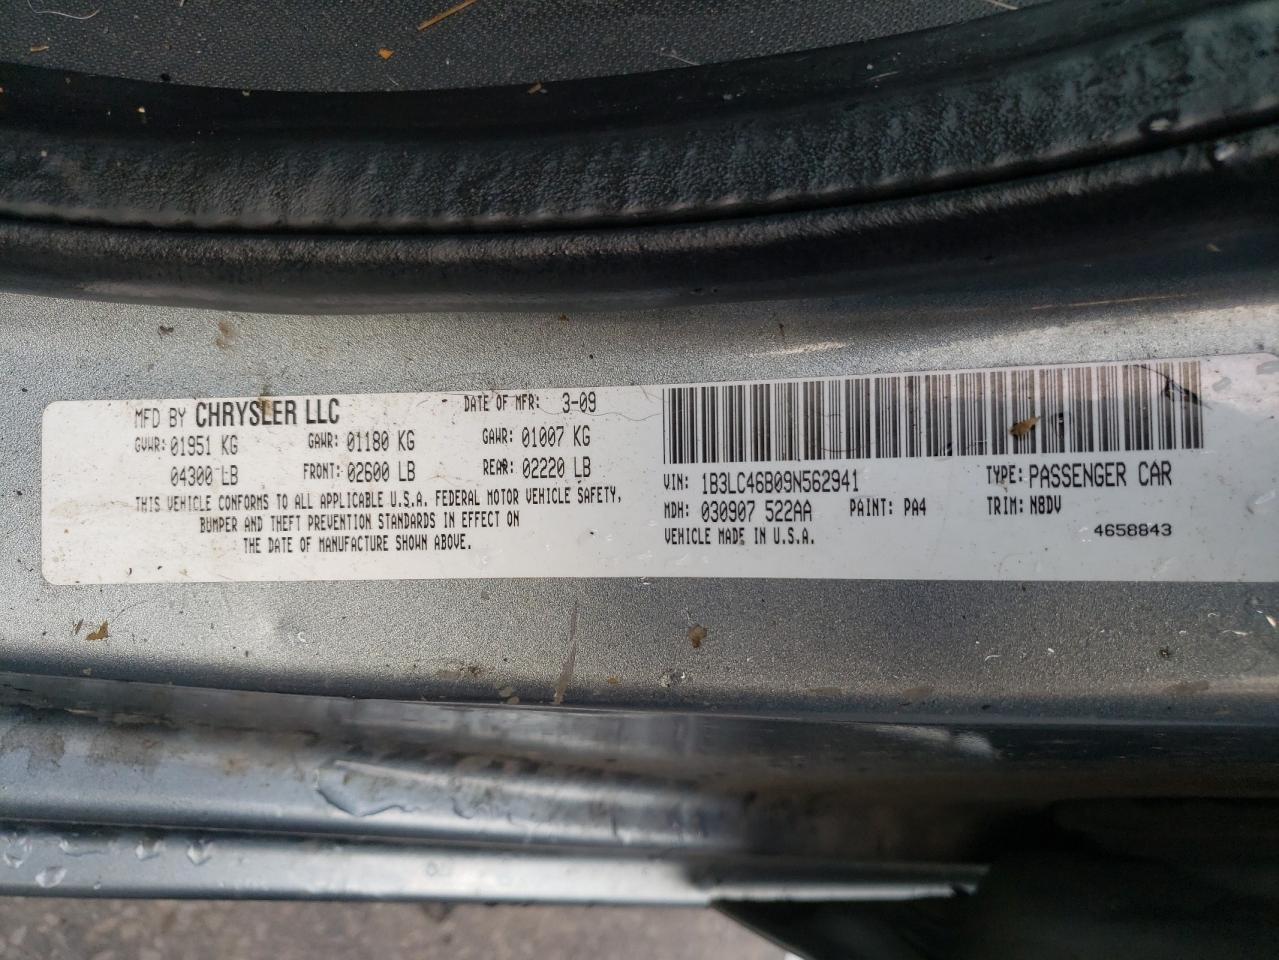 MFD BY CHRYSLER LLC DATE OF MFR: 3-09
GVWR: 01951 KG GAWR: 01180 KG GAWR: 01007 KG
04300 LB FRONT: 02600 LB REAR: 02220 LB
THIS VEHICLE CONFORMS TO ALL APPLICABLE U.S.A. FEDERAL MOTOR VEHICLE SAFETY,
BUMPER AND THEFT PREVENTION STANDARDS IN EFFECT ON
THE DATE OF MANUFACTURE SHOWN ABOVE.
VIN: 1B3LC46B09N562941 TYPE: PASSENGER CAR
MDH: 030907 522AA PAINT: PA4 TRIM: N8DV
VEHICLE MADE IN U.S.A. 4658843